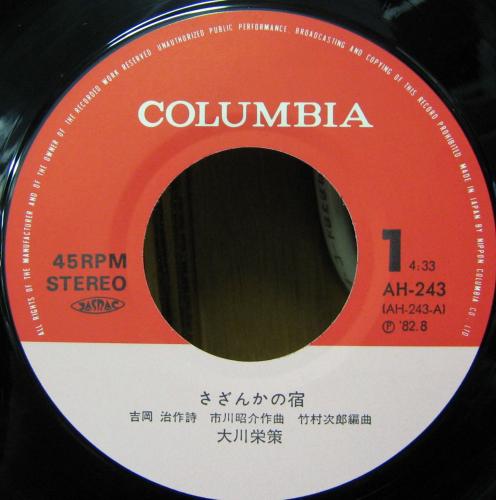 ALL RIGHTS OF THE MANUFACTURER AND OF THE OWNER OF THE RECORDED WORK RESERVED. UNAUTHORIZED PUBLIC PERFORMANCE, BROADCASTING AND COPYING OF THIS RECORD PROHIBITED. MADE IN JAPAN BY NIPPON COLUMBIA CO., LTD
COLUMBIA
45RPM
STEREO
JASRAC
1 4:33
AH-243
(AH-243-A)
Ⓟ '82.8
さざんかの宿
吉岡 治作詩 市川昭介作曲 竹村次郎編曲
大川栄策